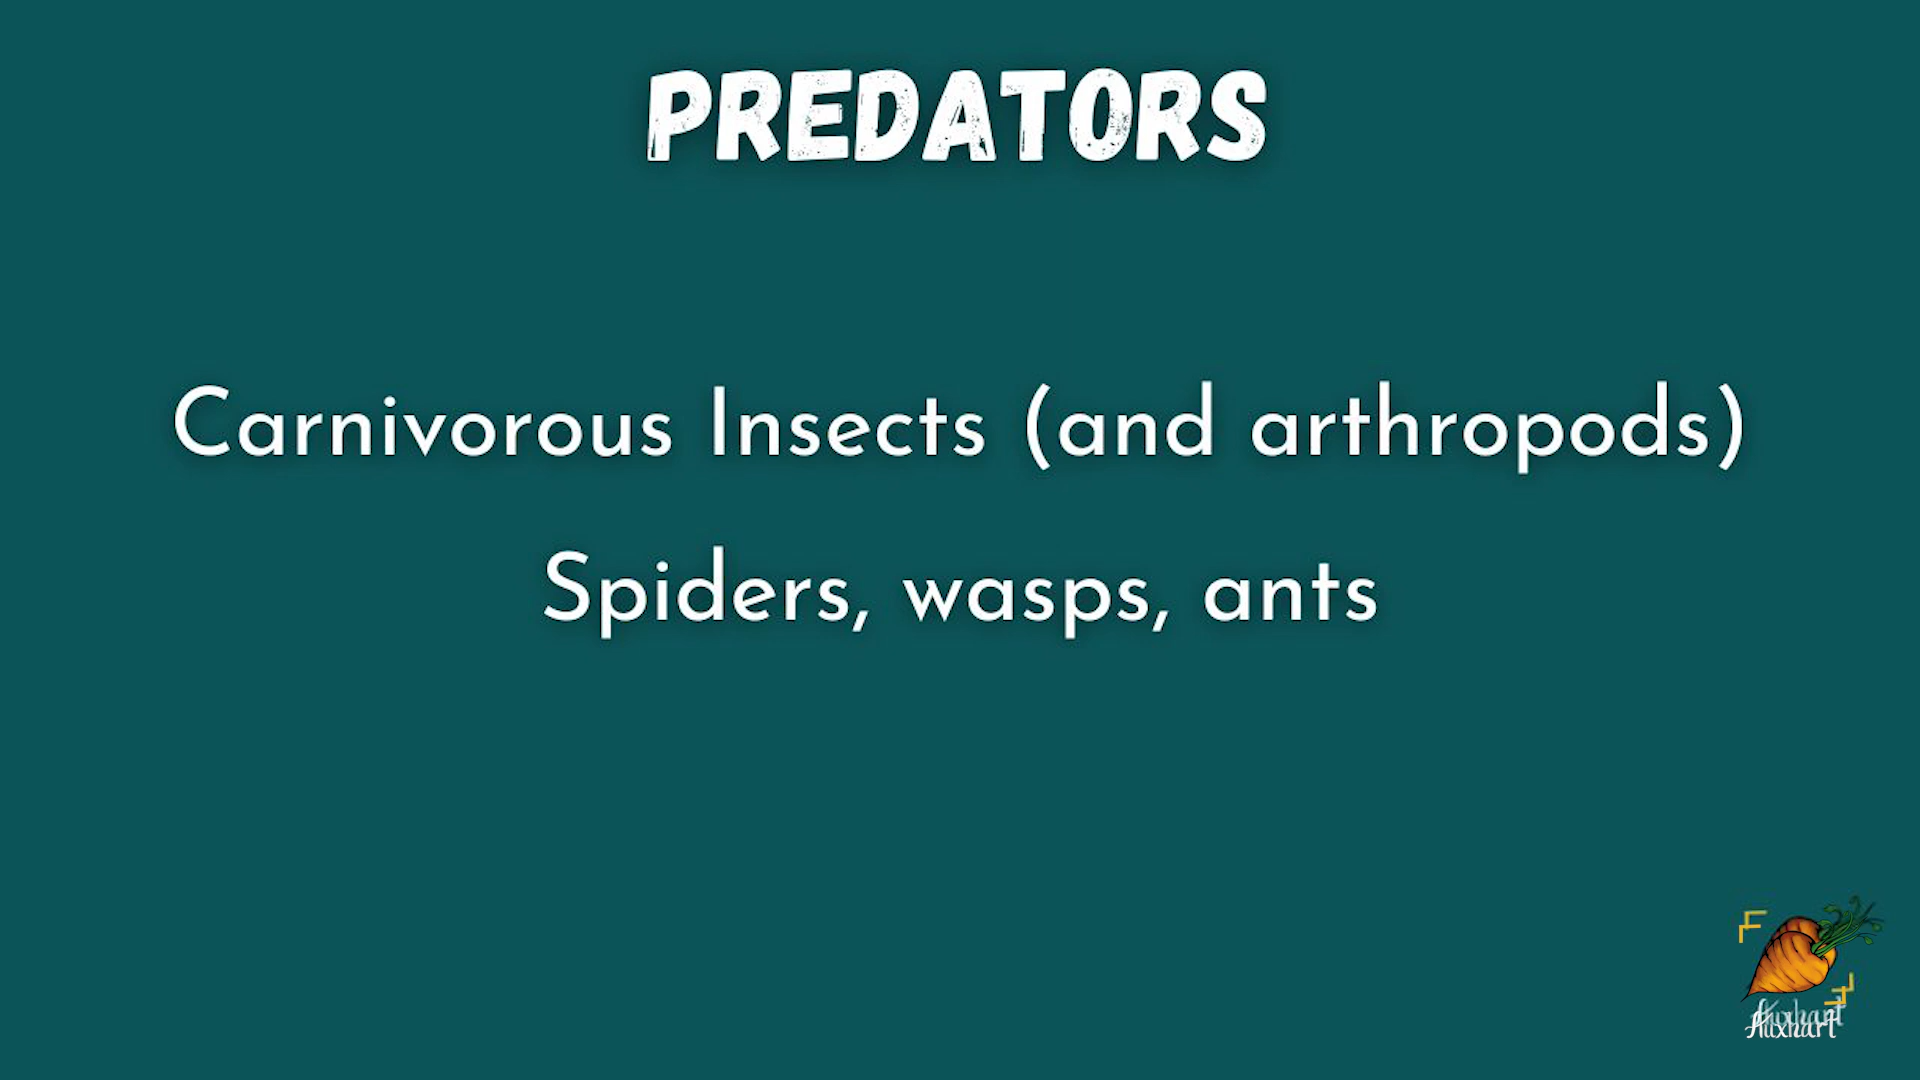 PREDATORS
Carnivorous Insects (and arthropods)
Spiders, wasps, ants